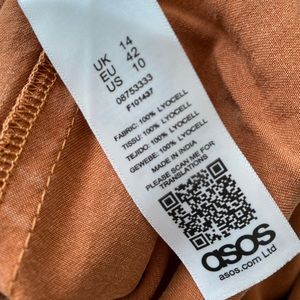 UK 14
EU 42
US 10
08753333
F101437
FABRIC: 100% LYOCELL
TISSU: 100% LYOCELL
TEJIDO: 100% LYOCELL
GEWEBE: 100% LYOCELL
MADE IN INDIA
PLEASE SCAN ME FOR
TRANSLATIONS
asos
asos.com Ltd